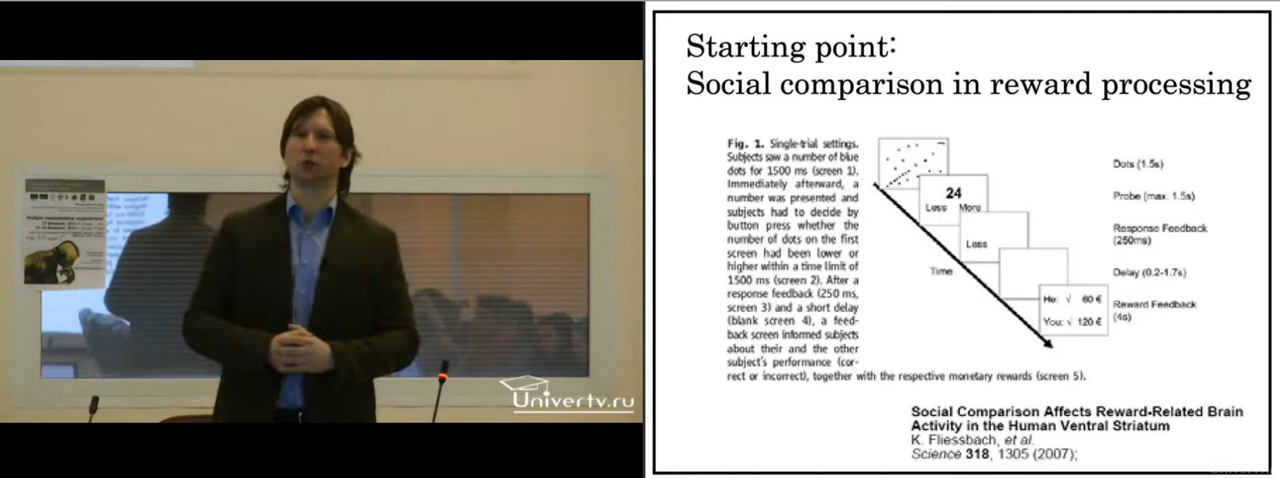 Univertv.ru
Starting point:
Social comparison in reward processing
Fig. 1. Single-trial settings.
Subjects saw a number of blue
dots for 1500 ms (screen 1).
Immediately afterward, a
number was presented and
subjects had to decide by
button press whether the
number of dots on the first
screen had been lower or
higher within a time limit of
1500 ms (screen 2). After a
response feedback (250 ms,
screen 3) and a short delay
(blank screen 4), a feed-
back screen informed subjects
about their and the other
subject's performance (cor-
rect or incorrect), together with the respective monetary rewards (screen 5).
24
Less More
Less
Time
He: √ 60 €
You: √ 120 €
Dots (1.5s)
Probe (max. 1.5s)
Response Feedback
(250ms)
Delay (0.2-1.7s)
Reward Feedback
(4s)
Social Comparison Affects Reward-Related Brain
Activity in the Human Ventral Striatum
K. Fliessbach, et al.
Science 318, 1305 (2007);